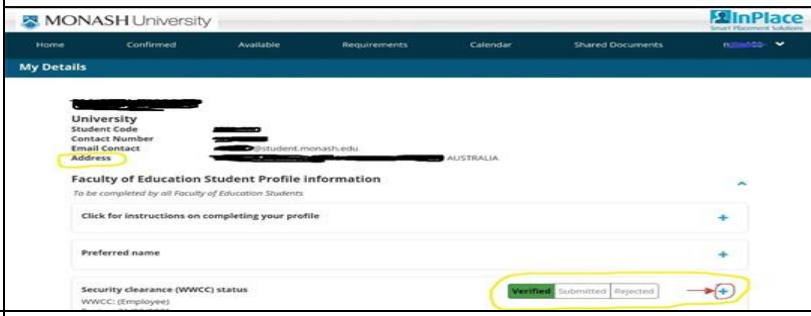 MONASH University
InPlace
Smart Placement Solutions
Home Confirmed Available Requirements Calendar Shared Documents
My Details
University
Student Code
Contact Number
Email Contact @student.monash.edu
Address AUSTRALIA
Faculty of Education Student Profile information
To be completed by all Faculty of Education Students
Click for instructions on completing your profile +
Preferred name +
Security clearance (WWCC) status Verified Submitted Rejected +
WWCC: (Employee)